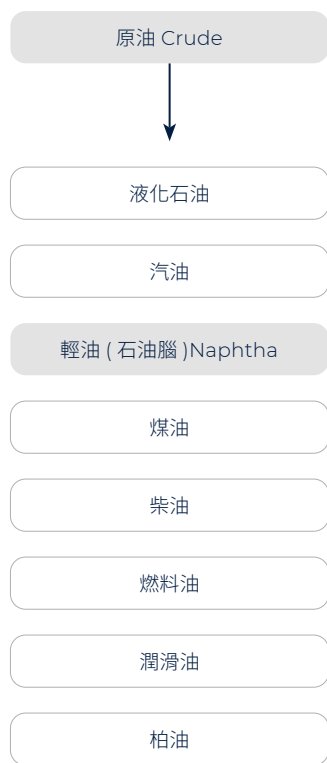 原油 Crude
液化石油
汽油
輕油 ( 石油腦 )Naphtha
煤油
柴油
燃料油
潤滑油
柏油